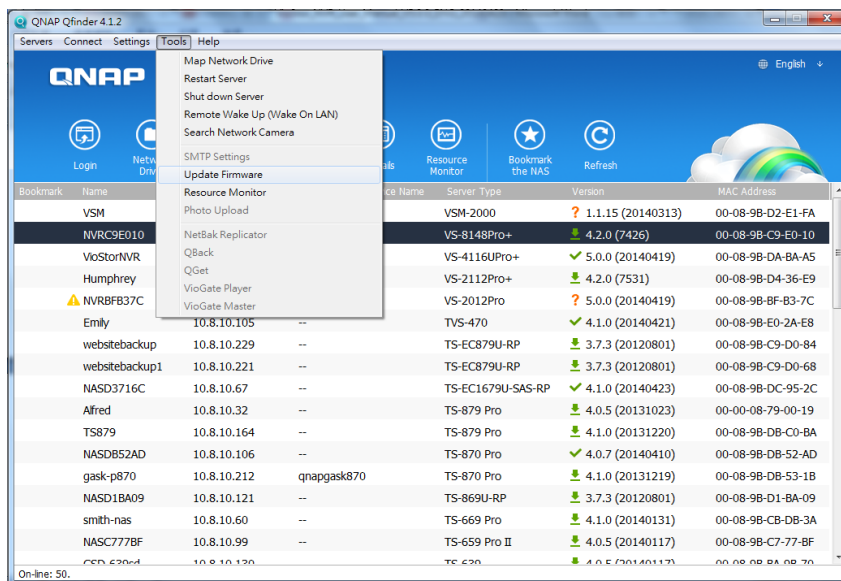 QNAP Qfinder 4.1.2
Servers Connect Settings Tools Help
Map Network Drive
Restart Server
Shut down Server
Remote Wake Up (Wake On LAN)
Search Network Camera
SMTP Settings
Update Firmware
Resource Monitor
Photo Upload
NetBak Replicator
QBack
QGet
VioGate Player
VioGate Master
QNAP
English
Login
Resource
Monitor
Bookmark
the NAS
Refresh
Bookmark Name Name Server Type Version MAC Address
VSM VSM-2000 ? 1.1.15 (20140313) 00-08-9B-D2-E1-FA
NVRC9E010 VS-8148Pro+ 4.2.0 (7426) 00-08-9B-C9-E0-10
VioStorNVR VS-4116UPro+ 5.0.0 (20140419) 00-08-9B-DA-BA-A5
Humphrey VS-2112Pro+ 4.2.0 (7531) 00-08-9B-D4-36-E9
NVRBFB37C VS-2012Pro ? 5.0.0 (20140419) 00-08-9B-BF-B3-7C
Emily 10.8.10.105 -- TVS-470 4.1.0 (20140421) 00-08-9B-E0-2A-E8
websitebackup 10.8.10.229 -- TS-EC879U-RP 3.7.3 (20120801) 00-08-9B-C9-D0-84
websitebackup1 10.8.10.221 -- TS-EC879U-RP 3.7.3 (20120801) 00-08-9B-C9-D0-68
NASD3716C 10.8.10.67 -- TS-EC1679U-SAS-RP 4.1.0 (20140423) 00-08-9B-DC-95-2C
Alfred 10.8.10.32 -- TS-879 Pro 4.0.5 (20131023) 00-00-08-79-00-19
TS879 10.8.10.164 -- TS-879 Pro 4.1.0 (20131220) 00-08-9B-DB-C0-BA
NASDB52AD 10.8.10.106 -- TS-870 Pro 4.0.7 (20140410) 00-08-9B-DB-52-AD
gask-p870 10.8.10.212 qnapgask870 TS-870 Pro 4.1.0 (20131219) 00-08-9B-DB-53-1B
NASD1BA09 10.8.10.121 -- TS-869U-RP 3.7.3 (20120801) 00-08-9B-D1-BA-09
smith-nas 10.8.10.60 -- TS-669 Pro 4.1.0 (20140131) 00-08-9B-CB-DB-3A
NASC777BF 10.8.10.99 -- TS-659 Pro II 4.0.5 (20140117) 00-08-9B-C7-77-BF
On-line: 50.